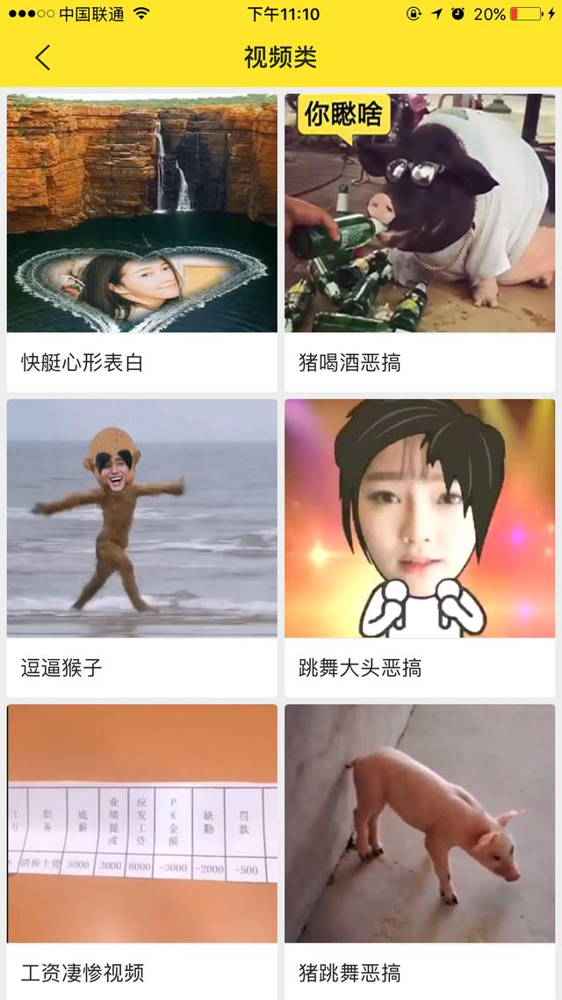 中国联通
下午11:10
20%
视频类
你瞅啥
快艇心形表白
猪喝酒恶搞
逗逼猴子
跳舞大头恶搞
工号 职务 底薪 业绩提成 应发工资 PK金额 缺勤 罚款
8 销售主管 5000 3000 8000 -3000 -2000 -500
工资凄惨视频
猪跳舞恶搞